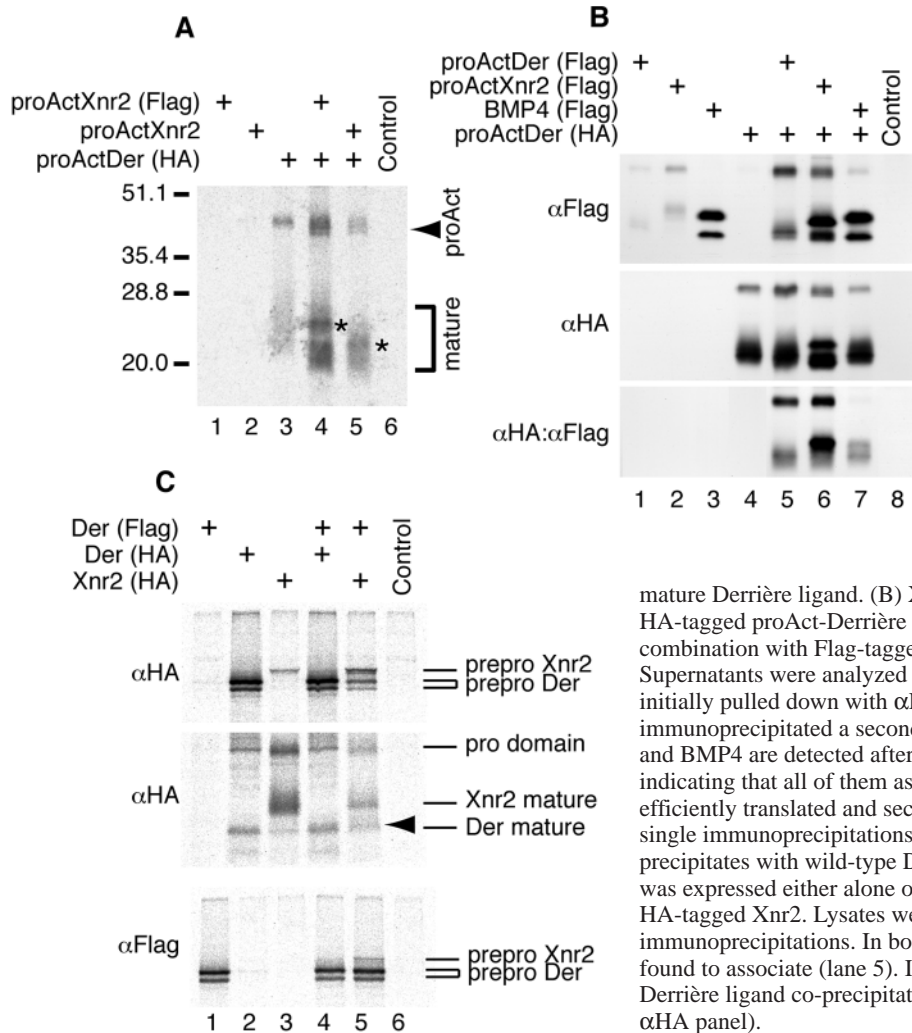 A
proActXnr2 (Flag) + +
proActXnr2 + +
proActDer (HA) + + +
Control
51.1
35.4
28.8
20.0
proAct
mature
*
*
1 2 3 4 5 6
B
proActDer (Flag) + +
proActXnr2 (Flag) + +
BMP4 (Flag) + +
proActDer (HA) + + + +
Control
αFlag
αHA
αHA:αFlag
1 2 3 4 5 6 7 8
C
Der (Flag) + + +
Der (HA) + +
Xnr2 (HA) + +
Control
αHA
prepro Xnr2
prepro Der
αHA
pro domain
Xnr2 mature
Der mature
αFlag
prepro Xnr2
prepro Der
1 2 3 4 5 6
mature Derrière ligand. (B) X
HA-tagged proAct-Derrière
combination with Flag-tagge
Supernatants were analyzed
initially pulled down with αI
immunoprecipitated a second
and BMP4 are detected after
indicating that all of them as
efficiently translated and sec
single immunoprecipitations
precipitates with wild-type D
was expressed either alone o
HA-tagged Xnr2. Lysates we
immunoprecipitations. In bo
found to associate (lane 5). I
Derrière ligand co-precipitat
αHA panel).